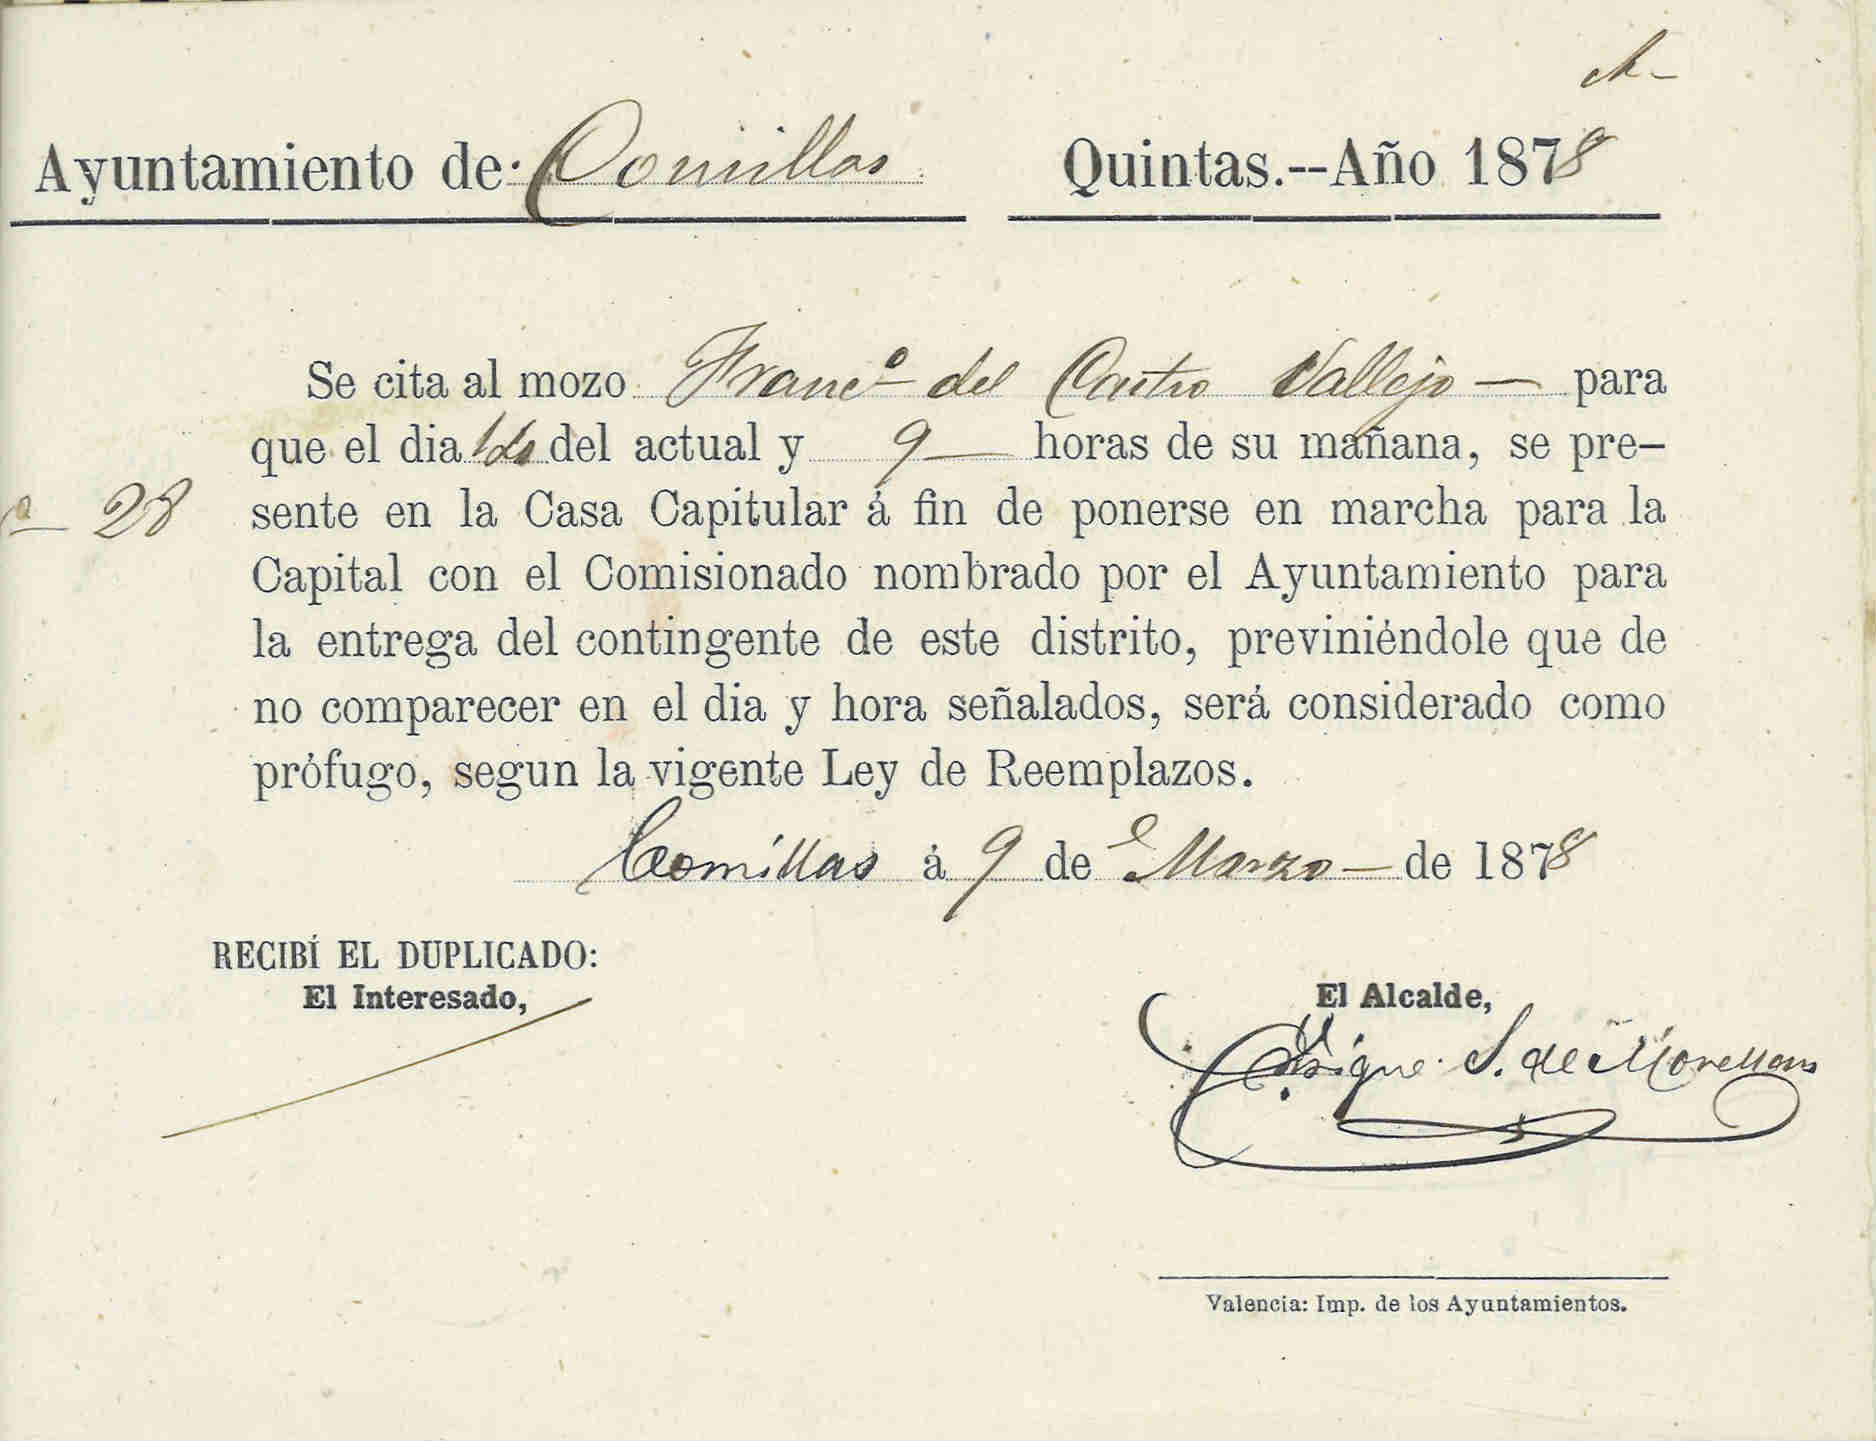 Ayuntamiento de Comillas Quintas.--Año 1878
Se cita al mozo Franc.º del Castro Vallejo — para
que el dia del actual y 9 — horas de su mañana, se pre-
28 sente en la Casa Capitular á fin de ponerse en marcha para la
Capital con el Comisionado nombrado por el Ayuntamiento para
la entrega del contingente de este distrito, previniéndole que de
no comparecer en el dia y hora señalados, será considerado como
prófugo, segun la vigente Ley de Reemplazos.
Comillas á 9 de Marzo — de 1878
RECIBÍ EL DUPLICADO:
El Interesado,
El Alcalde,
S. de Movellan
Valencia: Imp. de los Ayuntamientos.